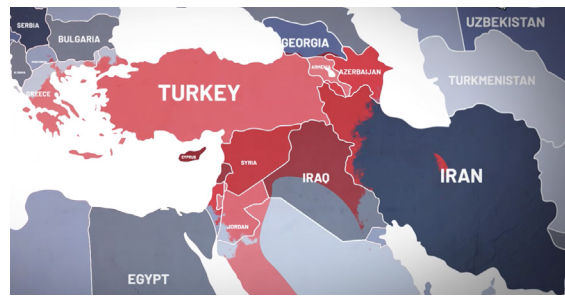 SERBIA
UZBEKISTAN
BULGARIA
GEORGIA
ARMENIA
AZERBAIJAN
TURKMENISTAN
GREECE
TURKEY
CYPRUS
SYRIA
IRAQ
IRAN
JORDAN
EGYPT